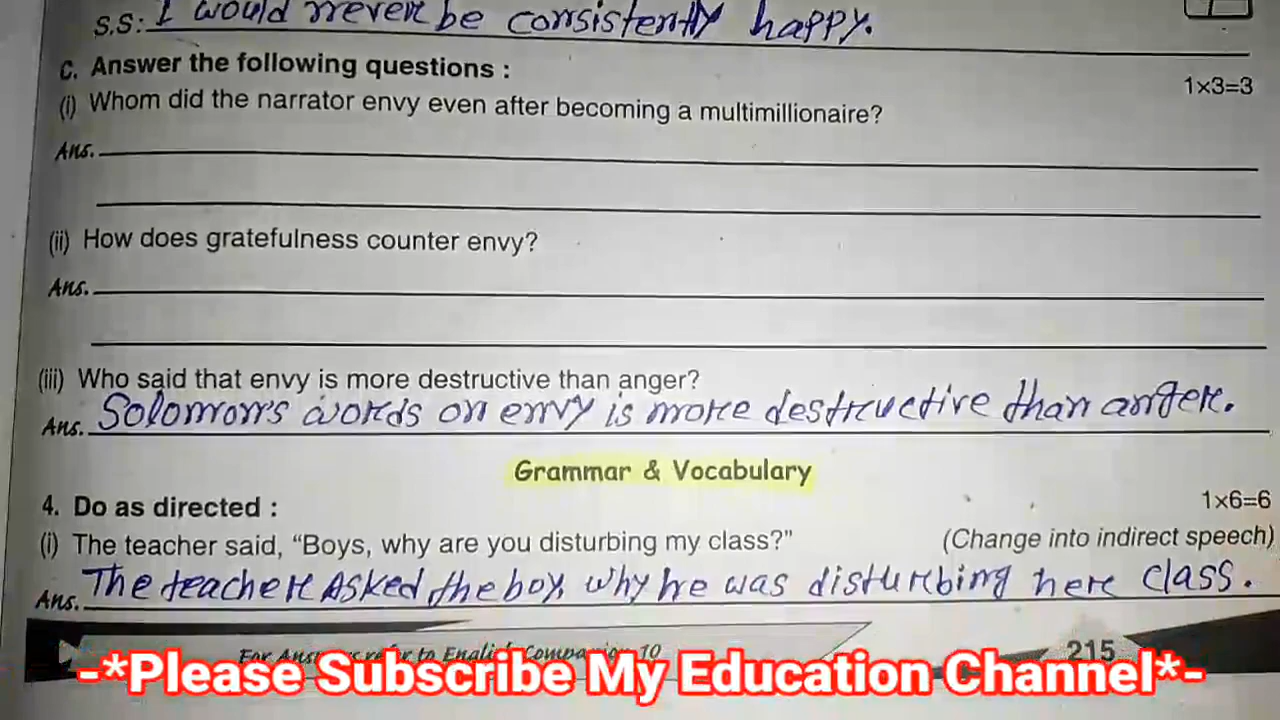 S.S: I would never be consistently happy.
C. Answer the following questions :
1×3=3
(i) Whom did the narrator envy even after becoming a multimillionaire?
Ans.
(ii) How does gratefulness counter envy?
Ans.
(iii) Who said that envy is more destructive than anger?
Ans. Solomon's words on envy is more destructive than anger.
Grammar & Vocabulary
4. Do as directed :
1×6=6
(i) The teacher said, “Boys, why are you disturbing my class?” (Change into indirect speech)
Ans. The teacher Asked the boy, why he was disturbing here class.
For Answers refer to English Companion 10
215
-*Please Subscribe My Education Channel*-